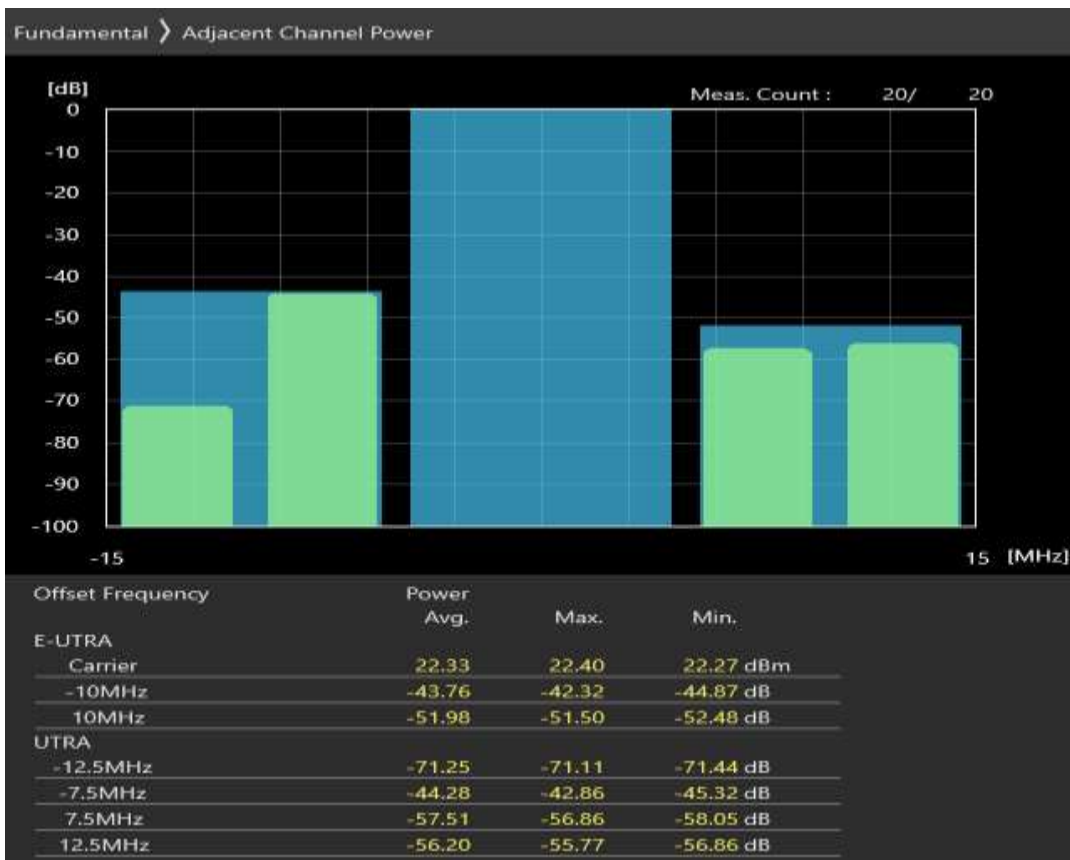 Fundamental ❯ Adjacent Channel Power
[dB]
Meas. Count : 20/ 20
0
-10
-20
-30
-40
-50
-60
-70
-80
-90
-100
-15 15 [MHz]
Offset Frequency Power
Avg. Max. Min.
E-UTRA
Carrier 22.33 22.40 22.27 dBm
-10MHz -43.76 -42.32 -44.87 dB
10MHz -51.98 -51.50 -52.48 dB
UTRA
-12.5MHz -71.25 -71.11 -71.44 dB
-7.5MHz -44.28 -42.86 -45.32 dB
7.5MHz -57.51 -56.86 -58.05 dB
12.5MHz -56.20 -55.77 -56.86 dB